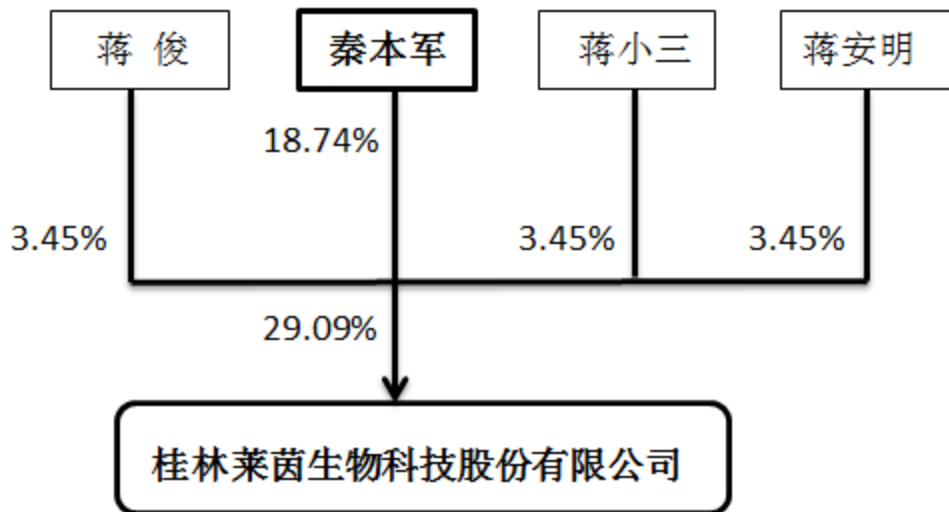 蒋 俊
秦本军
蒋小三
蒋安明
18.74%
3.45%
3.45%
3.45%
29.09%
桂林莱茵生物科技股份有限公司